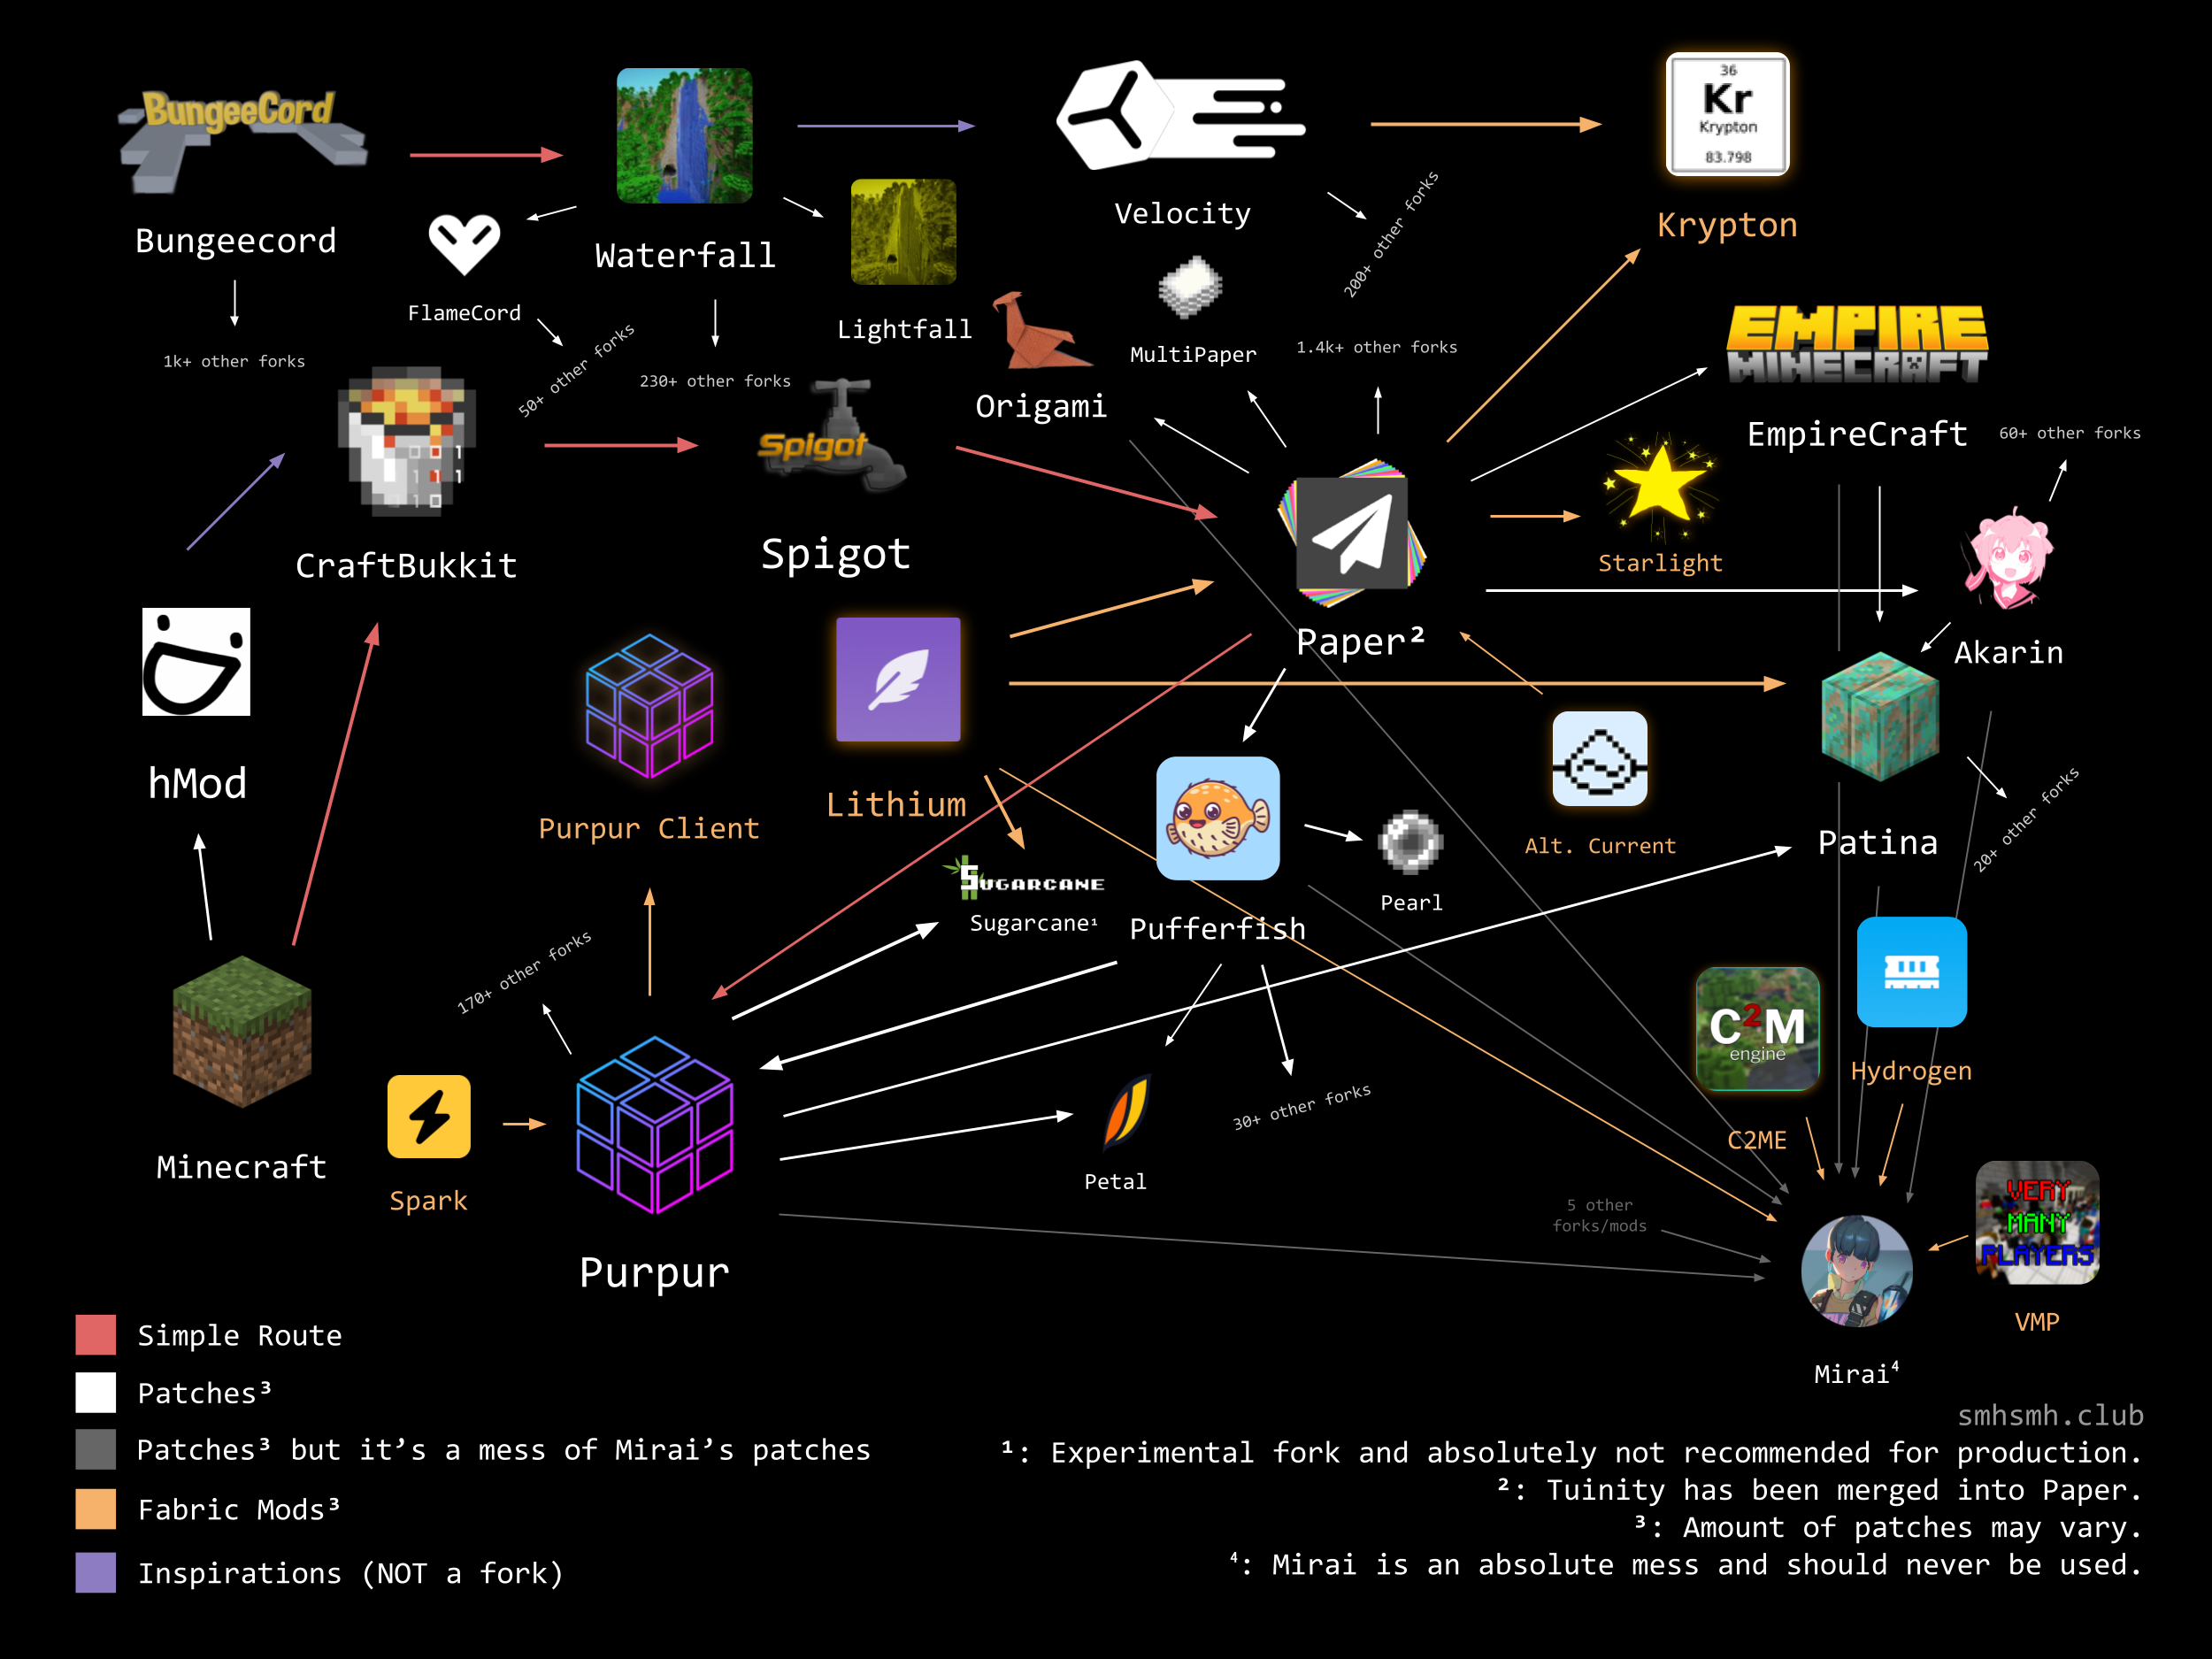 BungeeCord
Bungeecord
1k+ other forks
FlameCord
50+ other forks
Waterfall
230+ other forks
Lightfall
Velocity
200+ other forks
36
Kr
Krypton
83.798
Krypton
Origami
MultiPaper
1.4k+ other forks
EMPIRE
MINECRAFT
EmpireCraft
60+ other forks
CraftBukkit
Spigot
Spigot
Paper²
Starlight
Akarin
hMod
Purpur Client
Lithium
Alt. Current
Patina
20+ other forks
SUGARCANE
Sugarcane¹
Pufferfish
Pearl
170+ other forks
Minecraft
Spark
Purpur
Petal
30+ other forks
C²M
engine
C2ME
Hydrogen
5 other
forks/mods
VERY
MANY
PLAYERS
VMP
Mirai⁴
Simple Route
Patches³
Patches³ but it’s a mess of Mirai’s patches
Fabric Mods³
Inspirations (NOT a fork)
smhsmh.club
¹: Experimental fork and absolutely not recommended for production.
²: Tuinity has been merged into Paper.
³: Amount of patches may vary.
⁴: Mirai is an absolute mess and should never be used.